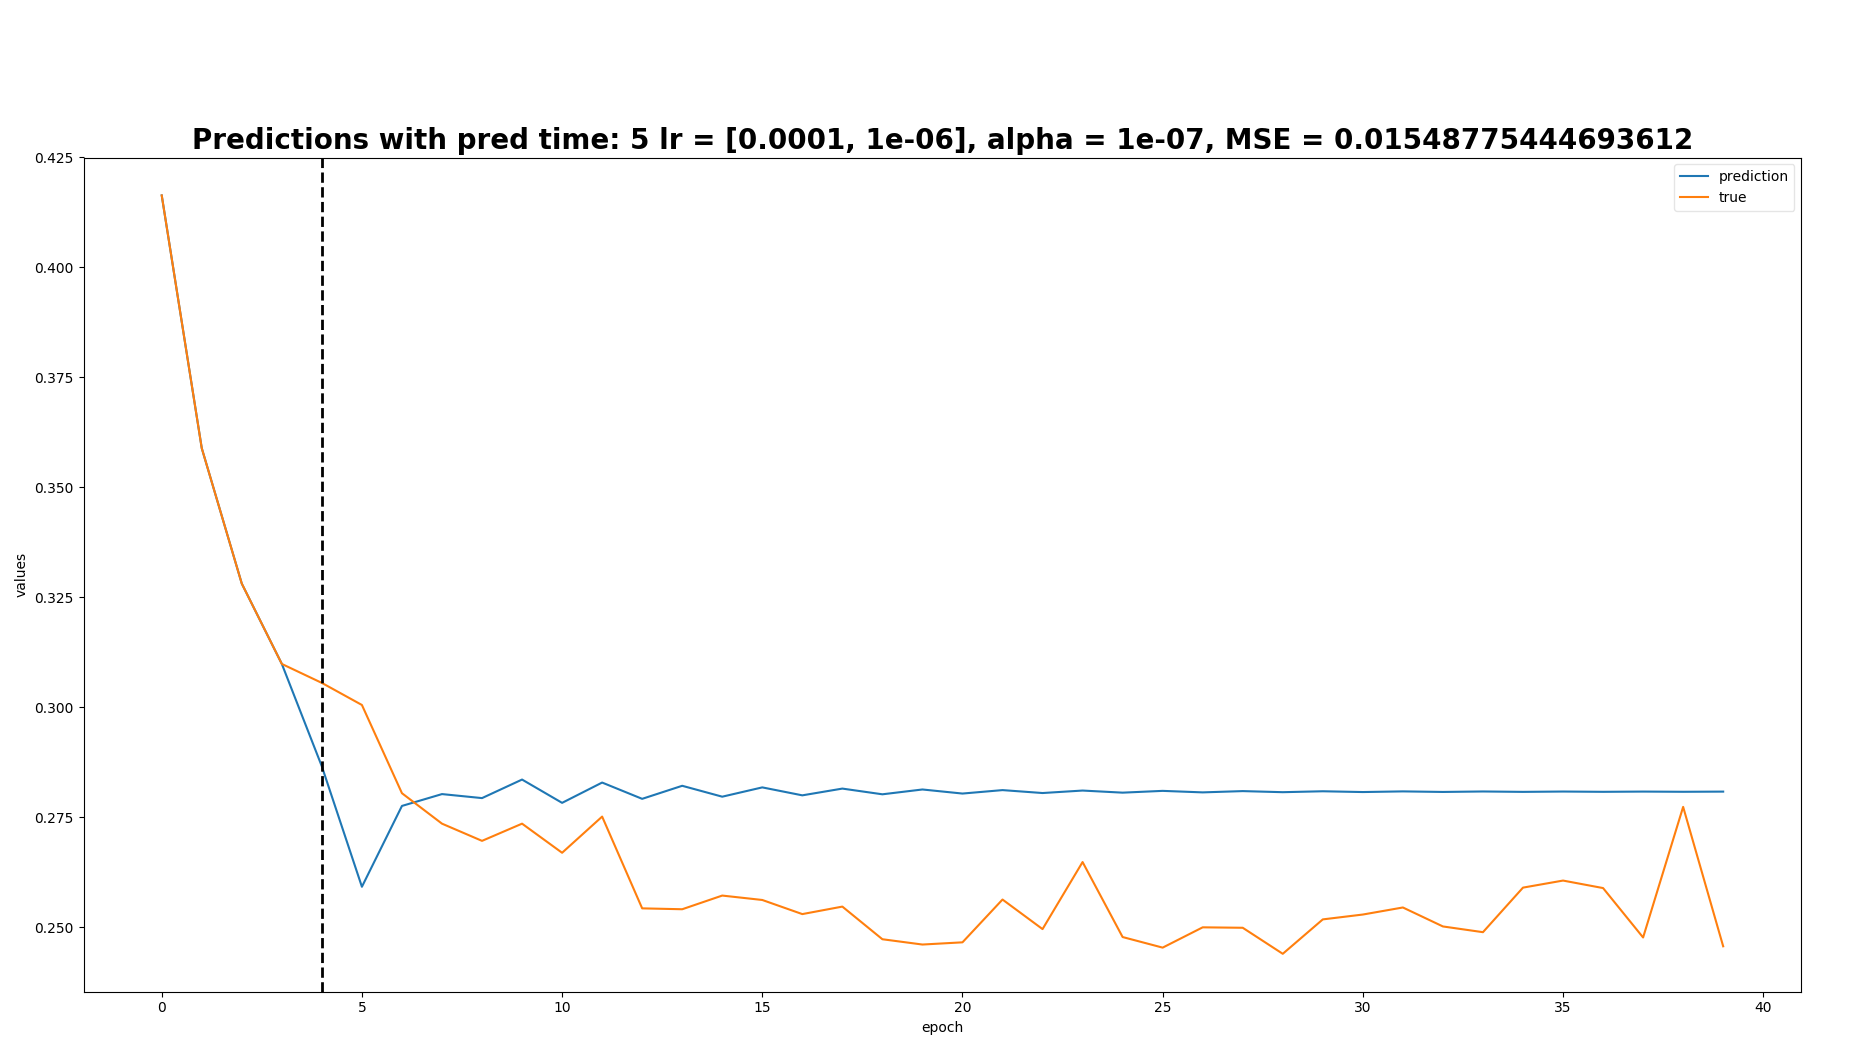 Predictions with pred time: 5 lr = [0.0001, 1e-06], alpha = 1e-07, MSE = 0.01548775444693612
prediction
true
0.425
0.400
0.375
0.350
0.325
0.300
0.275
0.250
values
0 5 10 15 20 25 30 35 40
epoch